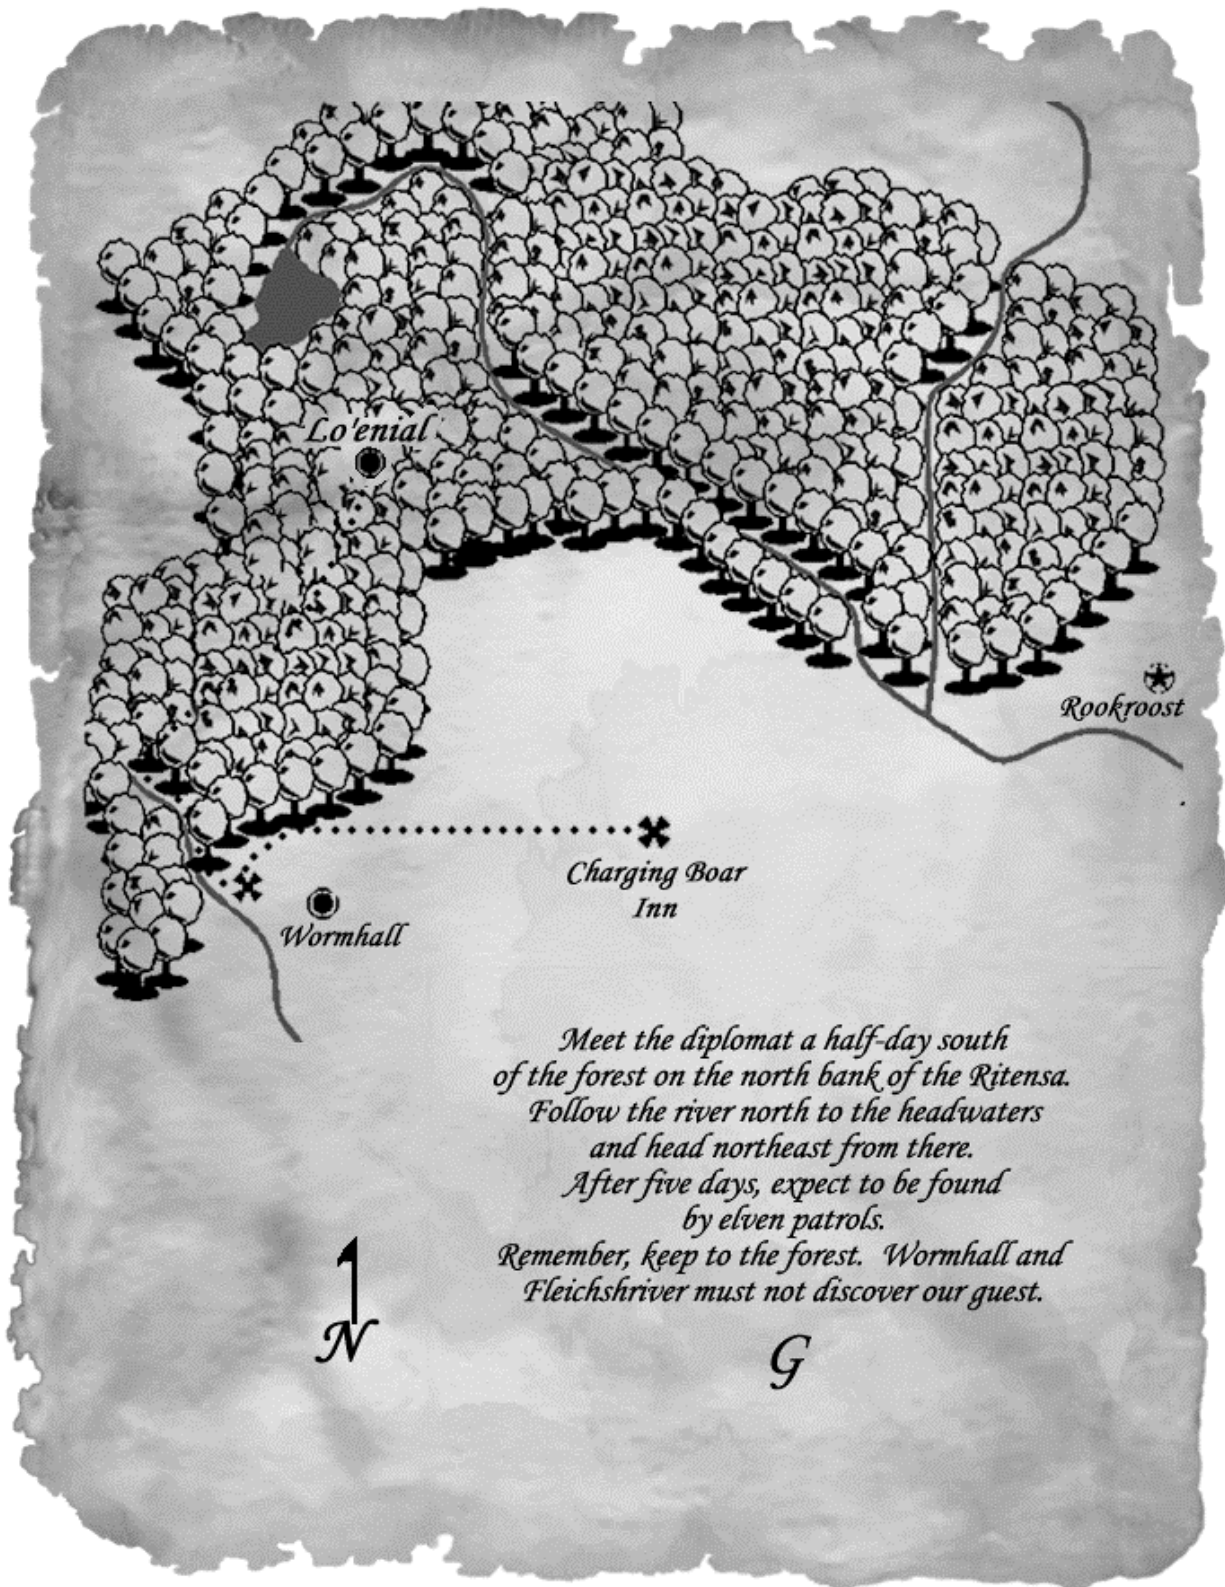 Lo'enial
Rookroost
Charging Boar
Inn
Wormhall
Meet the diplomat a half-day south
of the forest on the north bank of the Ritensa.
Follow the river north to the headwaters
and head northeast from there.
After five days, expect to be found
by elven patrols.
Remember, keep to the forest.  Wormhall and
Fleichshriver must not discover our guest.
G
N